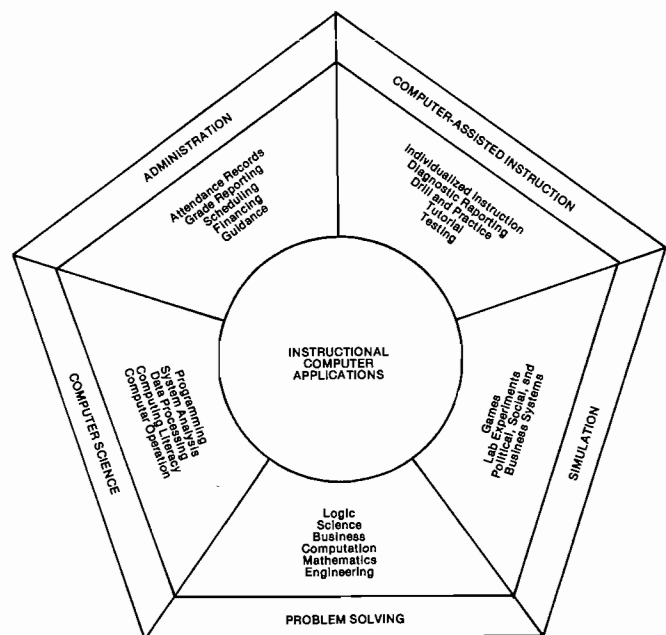 ADMINISTRATION
Attendance Records
Grade Reporting
Scheduling
Financing
Guidance
COMPUTER-ASSISTED INSTRUCTION
Individualized Instruction
Diagnostic Reporting
Drill and Practice
Tutorial
Testing
INSTRUCTIONAL
COMPUTER
APPLICATIONS
COMPUTER SCIENCE
Programming
System Analysis
Data Processing
Computing Literacy
Computer Operation
SIMULATION
Games
Lab Experiments
Political, Social, and
Business Systems
Logic
Science
Business
Computation
Mathematics
Engineering
PROBLEM SOLVING